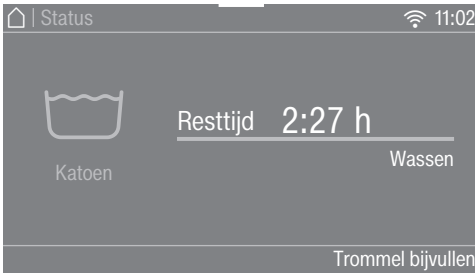 | Status
11:02
Resttijd 2:27 h
Wassen
Katoen
Trommel bijvullen